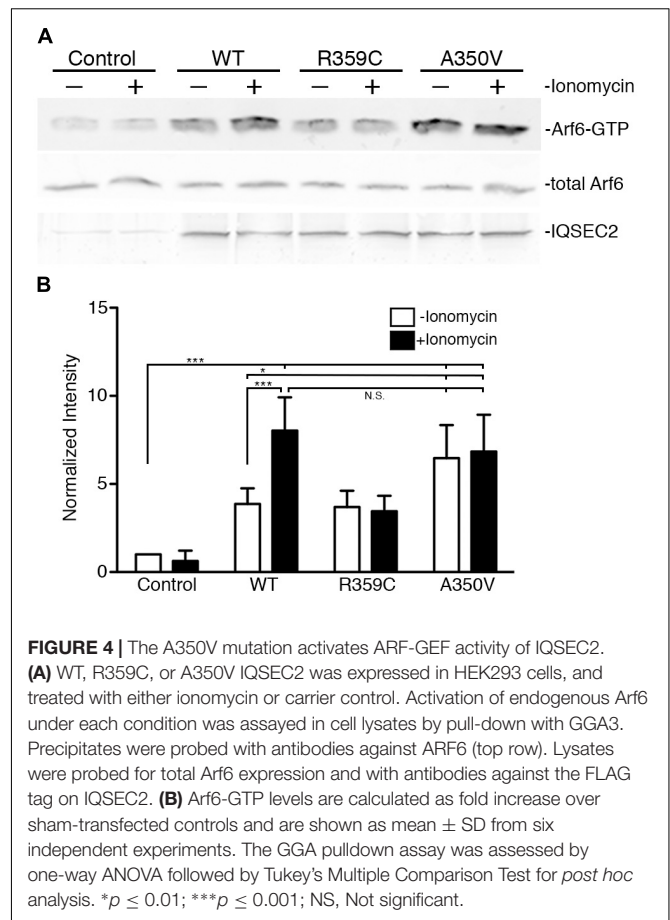 A
Control WT R359C A350V
– + – + – + – + -Ionomycin
-Arf6-GTP
-total Arf6
-IQSEC2
B
15
-Ionomycin
+Ionomycin
***
*
10
***
N.S.
Normalized Intensity
5
0
Control WT R359C A350V
FIGURE 4 | The A350V mutation activates ARF-GEF activity of IQSEC2.
(A) WT, R359C, or A350V IQSEC2 was expressed in HEK293 cells, and
treated with either ionomycin or carrier control. Activation of endogenous Arf6
under each condition was assayed in cell lysates by pull-down with GGA3.
Precipitates were probed with antibodies against ARF6 (top row). Lysates
were probed for total Arf6 expression and with antibodies against the FLAG
tag on IQSEC2. (B) Arf6-GTP levels are calculated as fold increase over
sham-transfected controls and are shown as mean ± SD from six
independent experiments. The GGA pulldown assay was assessed by
one-way ANOVA followed by Tukey's Multiple Comparison Test for post hoc
analysis. *p ≤ 0.01; ***p ≤ 0.001; NS, Not significant.